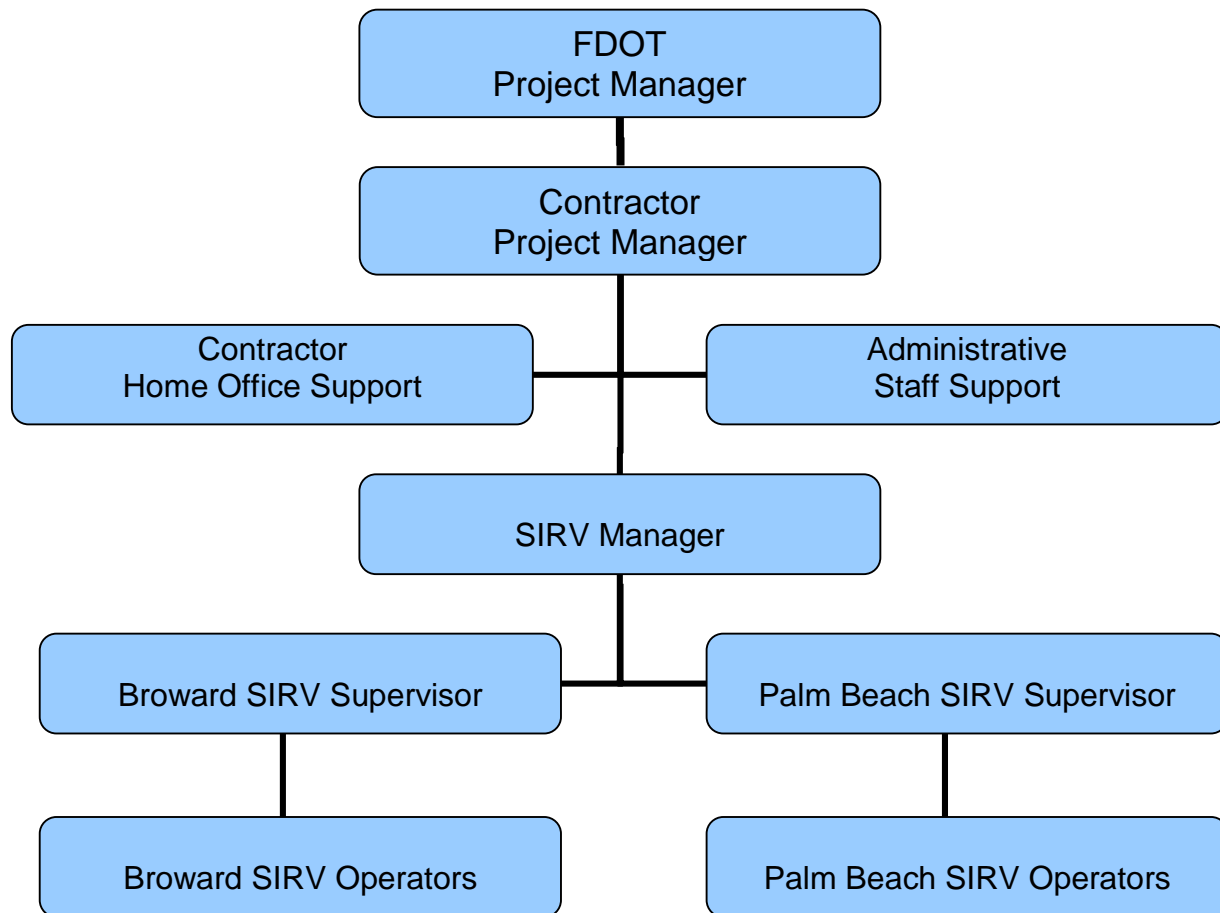 FDOT
Project Manager
Contractor
Project Manager
Contractor
Home Office Support
Administrative
Staff Support
SIRV Manager
Broward SIRV Supervisor
Palm Beach SIRV Supervisor
Broward SIRV Operators
Palm Beach SIRV Operators